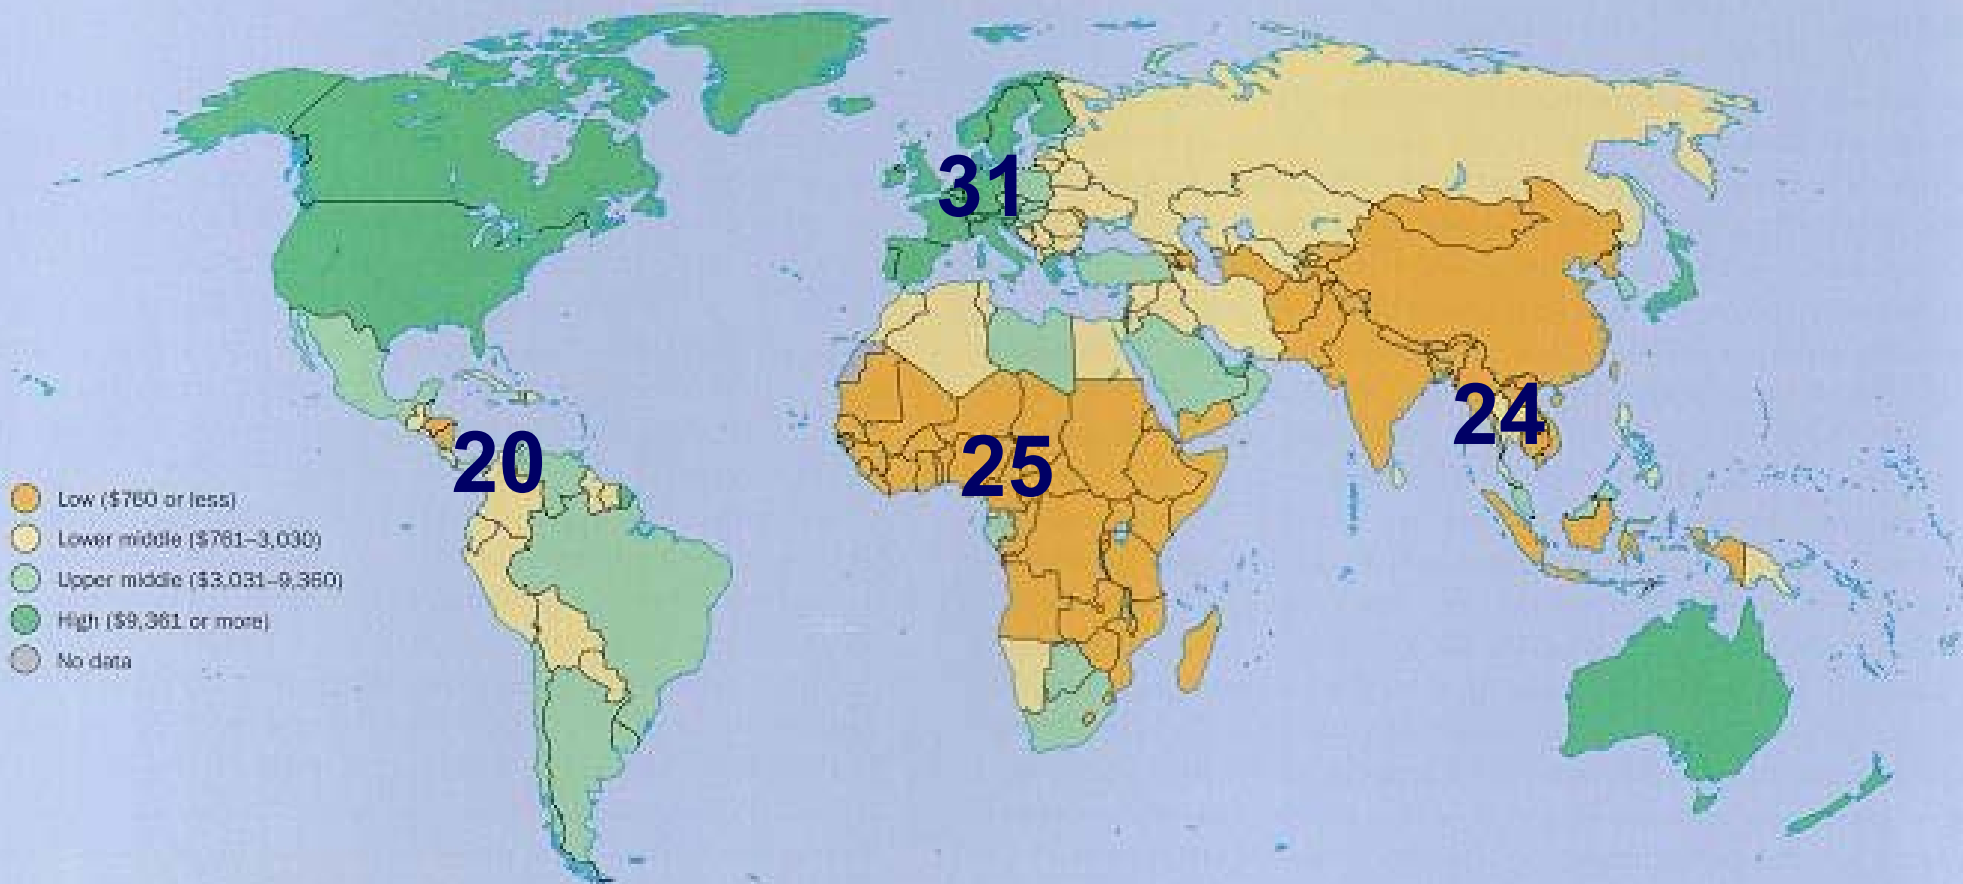 31
24
20
25
Low ($760 or less)
Lower middle ($761–3,030)
Upper middle ($3,031–9,360)
High ($9,361 or more)
No data